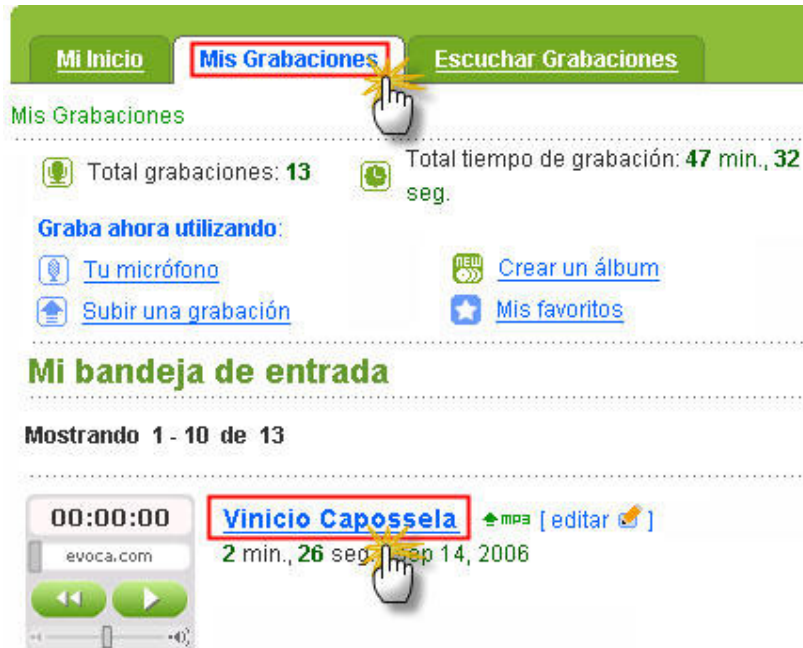 Mi Inicio Mis Grabaciones Escuchar Grabaciones
Mis Grabaciones
Total grabaciones: 13
Total tiempo de grabación: 47 min., 32
seg.
Graba ahora utilizando:
Tu micrófono
NEW Crear un álbum
Subir una grabación
Mis favoritos
Mi bandeja de entrada
Mostrando 1 - 10 de 13
00:00:00
Vinicio Capossela mp3 [ editar ]
evoca.com
2 min., 26 seg. Sep 14, 2006